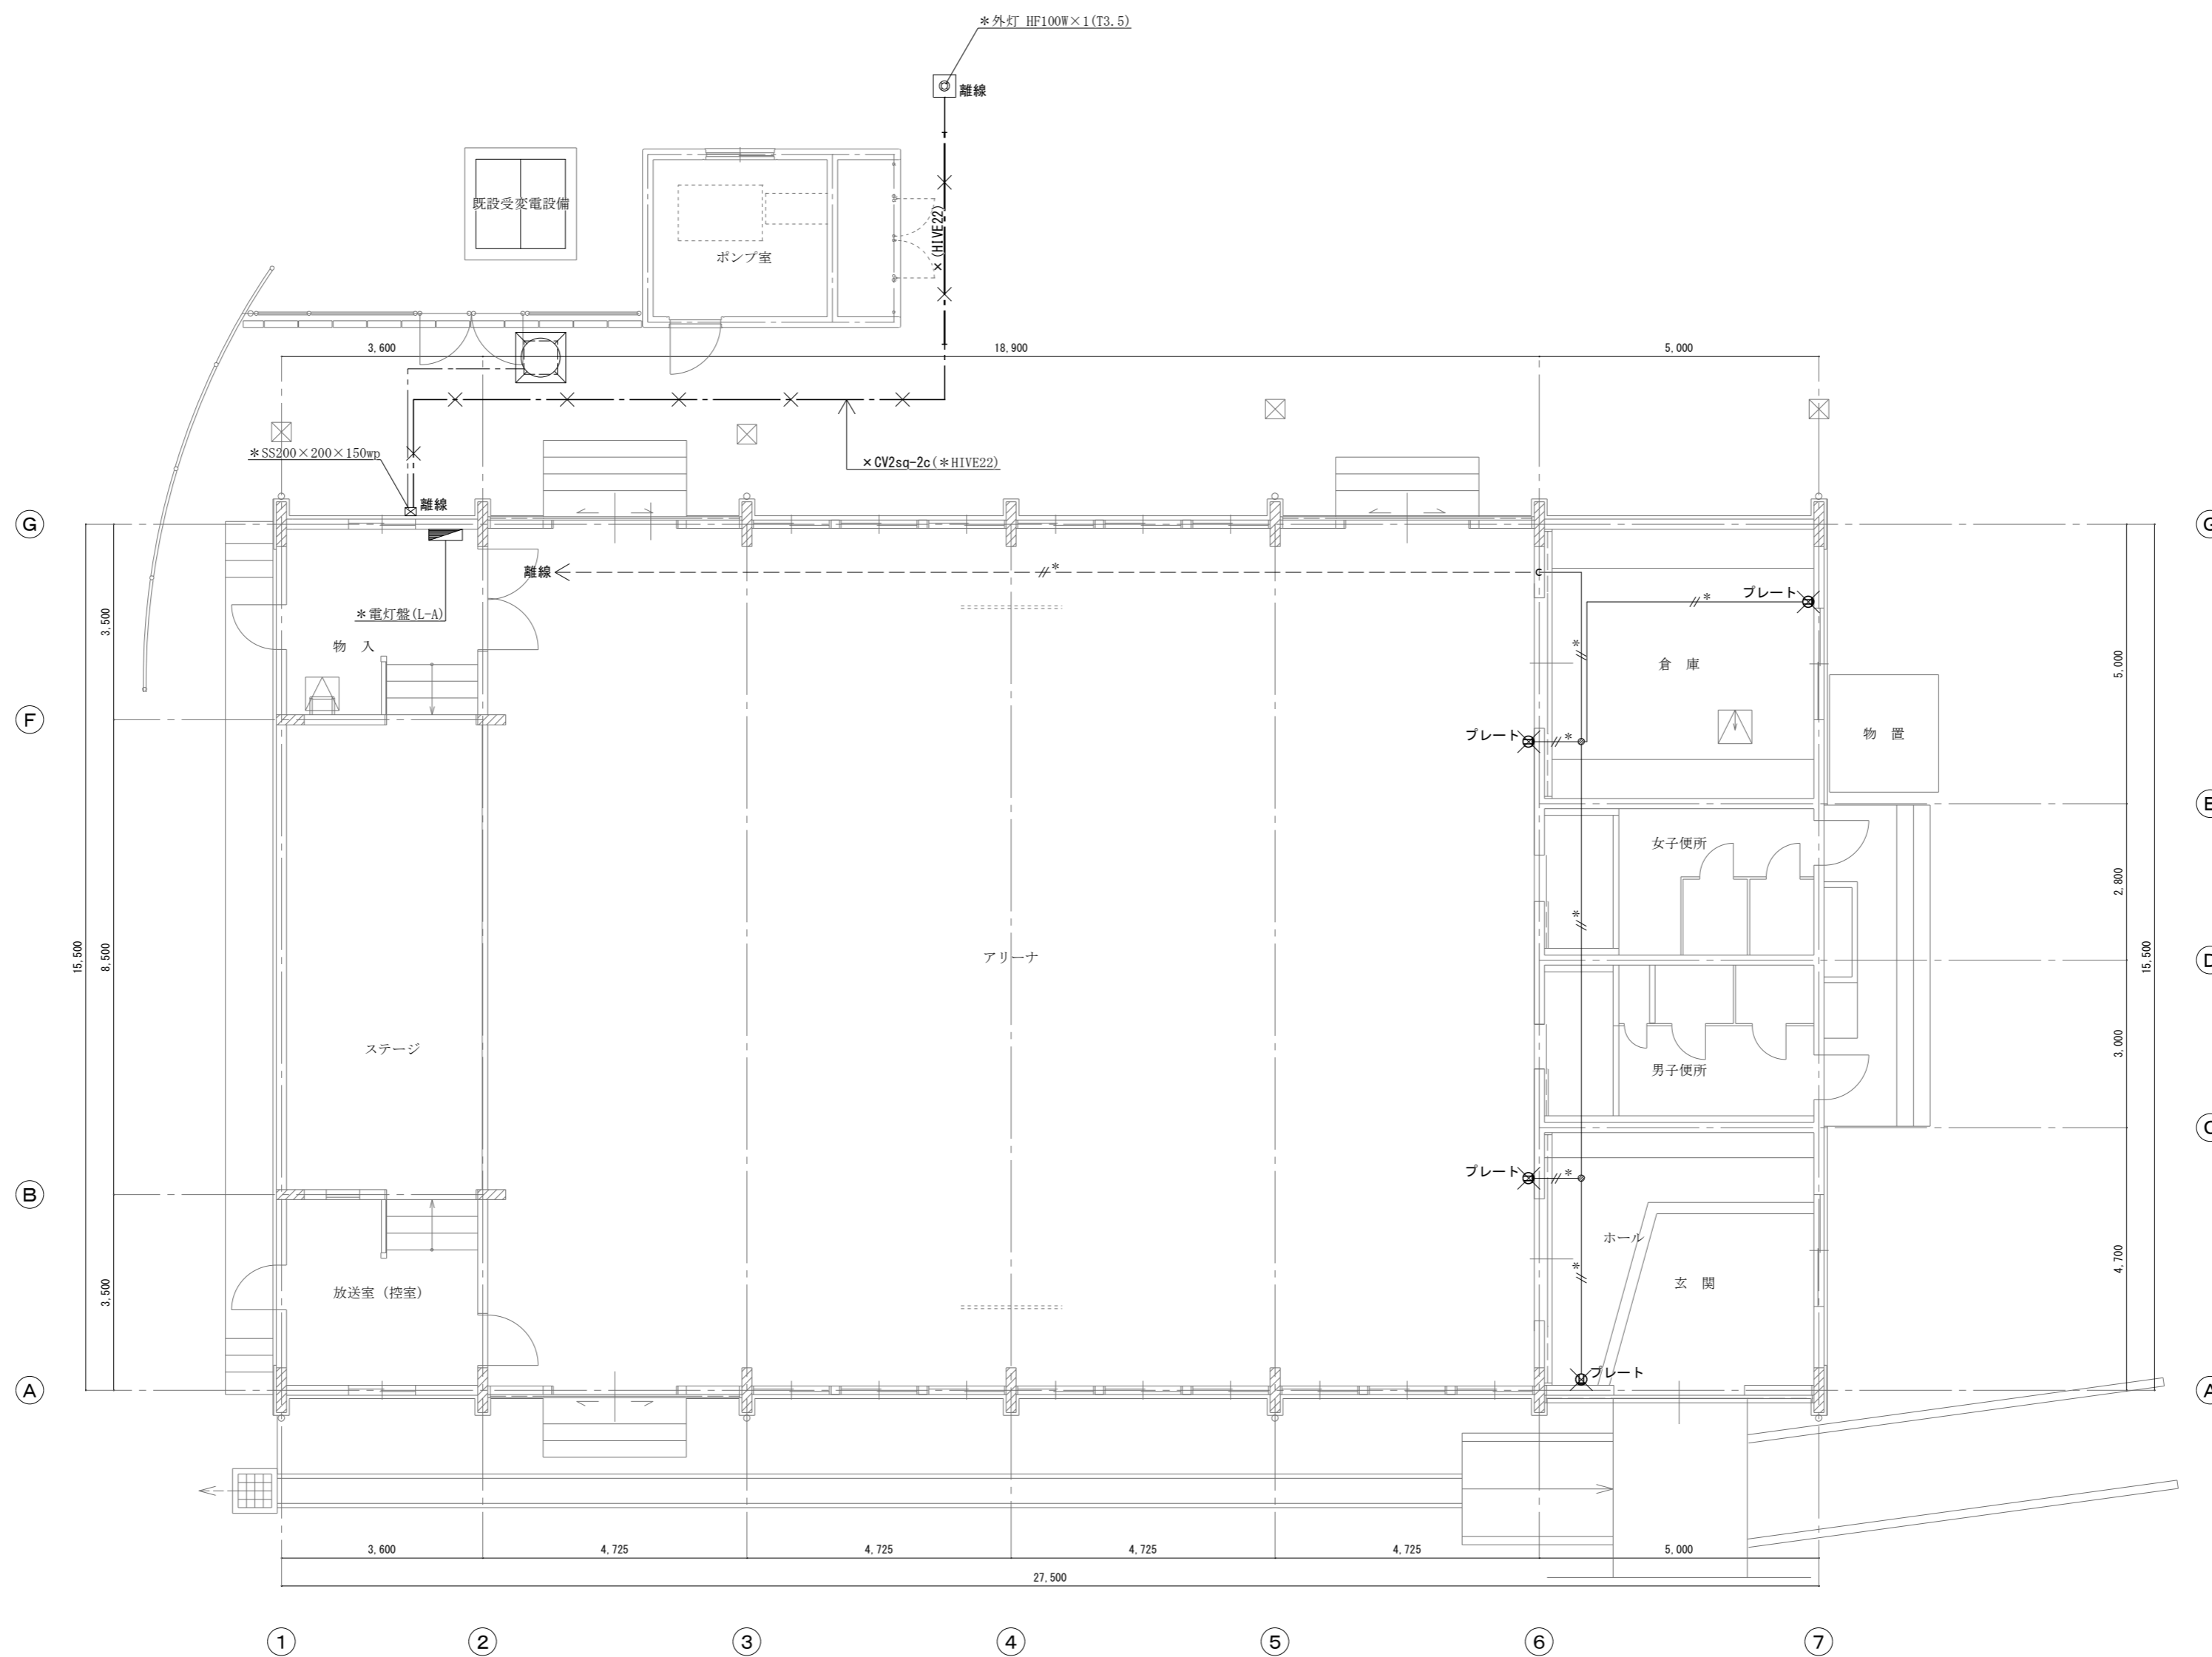 *外灯 HF100W×1(T3.5)
離線
既設受変電設備
ポンプ室
×(HIVE22)
3,600
18,900
5,000
*SS200×200×150wp
×CV2sq-2c(*HIVE22)
離線
G
G
離線
*
*電灯盤(L-A)
プレート
*
物 入
*
倉 庫
3,500
5,000
F
プレート
*
物 置
E
女子便所
2,800
*
15,500
8,500
アリーナ
D
15,500
ステージ
3,000
男子便所
C
プレート
*
B
ホール
*
4,700
玄 関
3,500
放送室(控室)
プレート
A
A
3,600
4,725
4,725
4,725
4,725
5,000
27,500
1
2
3
4
5
6
7